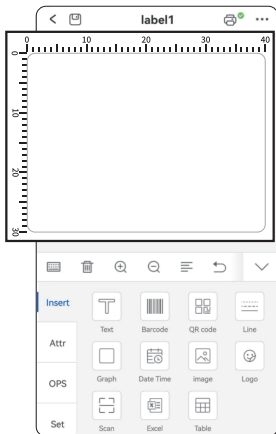 label1
0 10 20 30 40
0
10
20
30
Insert
Text Barcode QR code Line
Attr
Graph Date Time image Logo
OPS
Scan Excel Table
Set